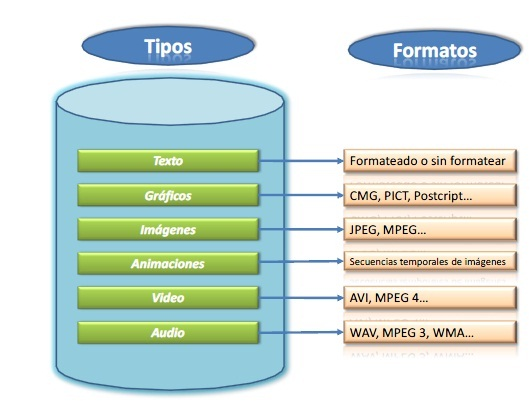 Tipos
Formatos
Texto
Formateado o sin formatear
Gráficos
CMG, PICT, Postcript...
Imágenes
JPEG, MPEG...
Animaciones
Secuencias temporales de imágenes
Video
AVI, MPEG 4...
Audio
WAV, MPEG 3, WMA...